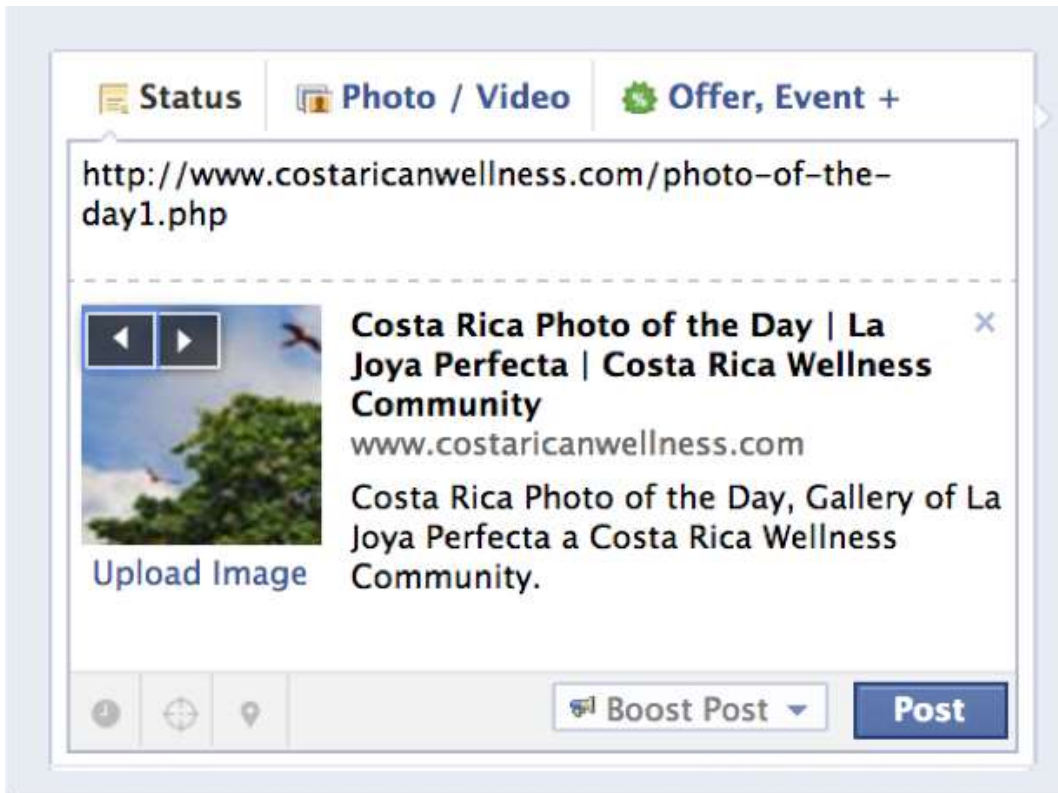 Status Photo / Video Offer, Event +
http://www.costaricanwellness.com/photo-of-the-
day1.php
Costa Rica Photo of the Day | La
Joya Perfecta | Costa Rica Wellness
Community
www.costaricanwellness.com
Costa Rica Photo of the Day, Gallery of La
Joya Perfecta a Costa Rica Wellness
Community.
Upload Image
Boost Post Post